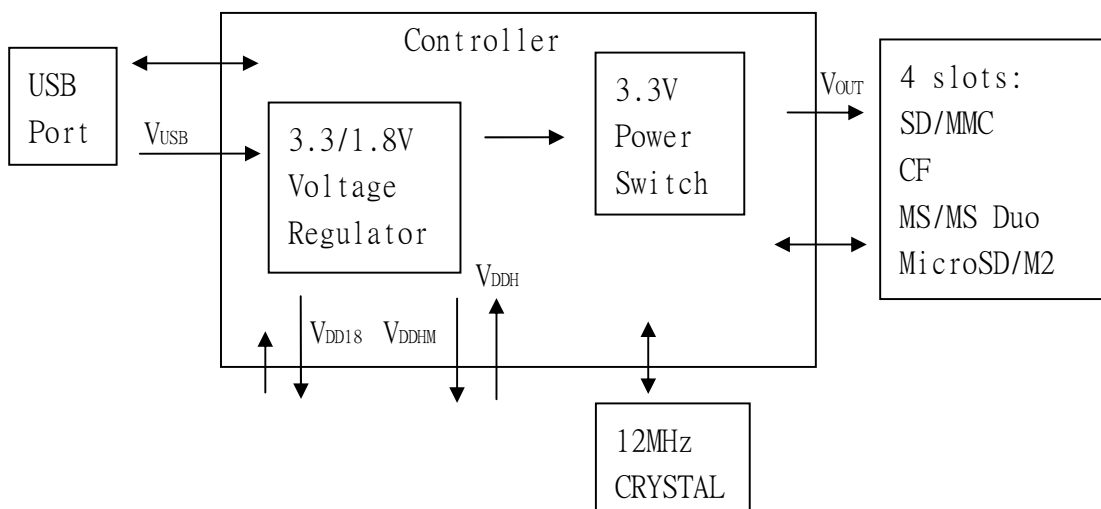 Controller
USB
Port
VUSB
3.3/1.8V
Voltage
Regulator
3.3V
Power
Switch
VOUT
4 slots:
SD/MMC
CF
MS/MS Duo
MicroSD/M2
VDDH
VDD18 VDDHM
12MHz
CRYSTAL